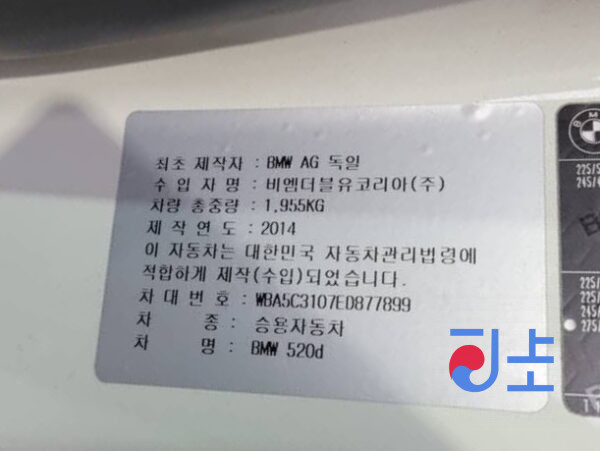 최초 제작자 : BMW AG 독일
수 입 자 명 : 비엠더블유코리아(주)
차량 총중량 : 1,955KG
제 작 연 도 : 2014
이 자동차는 대한민국 자동차관리법령에
적합하게 제작(수입)되었습니다.
차 대 번 호 : WBA5C3107ED877899
차 종 : 승용자동차
차 명 : BMW 520d